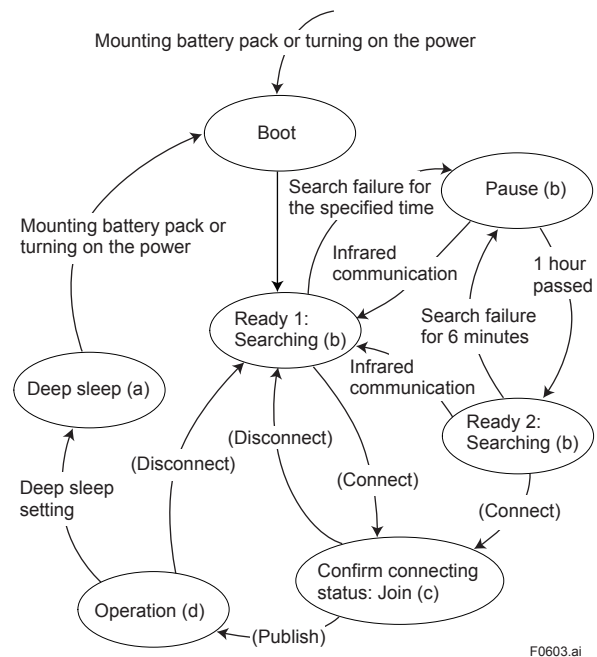 Mounting battery pack or turning on the power
Boot
Search failure for
the specified time
Pause (b)
Mounting battery pack or
turning on the power
Infrared
communication
1 hour
passed
Ready 1:
Searching (b)
Search failure
for 6 minutes
Infrared
communication
Deep sleep (a)
Ready 2:
Searching (b)
(Disconnect)
(Disconnect)
(Connect)
Deep sleep
setting
(Connect)
Confirm connecting
status: Join (c)
Operation (d)
(Publish)
F0603.ai